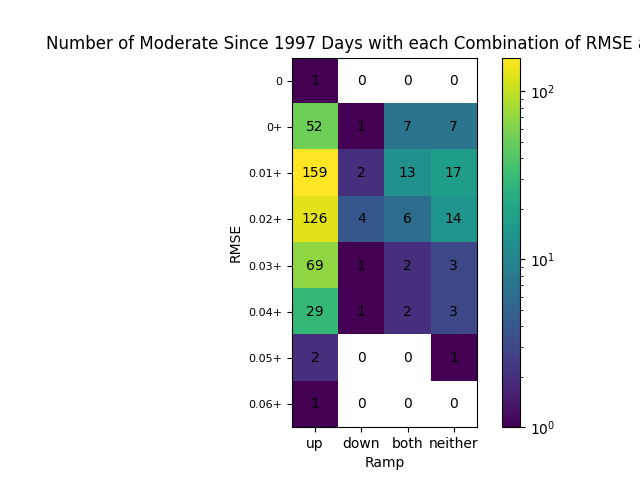 Number of Moderate Since 1997 Days with each Combination of RMSE
0 1 0 0 0
0+ 52 1 7 7
0.01+ 159 2 13 17
0.02+ 126 4 6 14
0.03+ 69 1 2 3
0.04+ 29 1 2 3
0.05+ 2 0 0 1
0.06+ 1 0 0 0
RMSE
up down both neither
Ramp
10²
10¹
10⁰